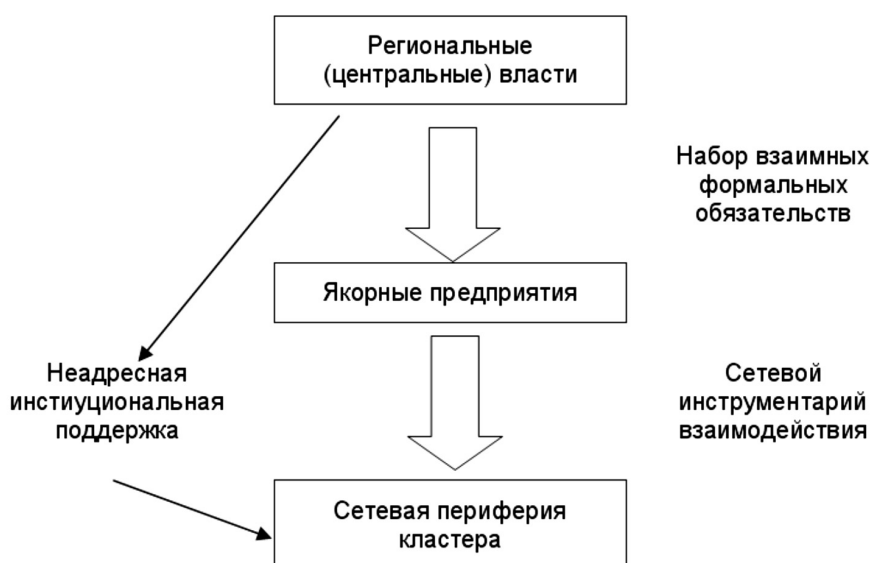 Региональные
(центральные) власти
Набор взаимных
формальных
обязательств
Якорные предприятия
Неадресная
инстиуциональная
поддержка
Сетевой
инструментарий
взаимодействия
Сетевая периферия
кластера